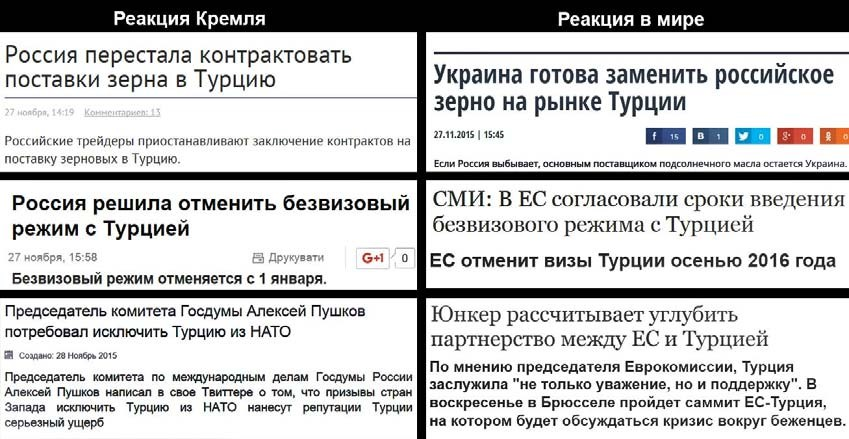 Реакция Кремля
Россия перестала контрактовать
поставки зерна в Турцию
27 ноября, 14:19 Комментариев: 13
Российские трейдеры приостанавливают заключение контрактов на
поставку зерновых в Турцию.
Россия решила отменить безвизовый
режим с Турцией
27 ноября, 15:58 Друкувати G+1 0
Безвизовый режим отменяется с 1 января.
Председатель комитета Госдумы Алексей Пушков
потребовал исключить Турцию из НАТО
Создано: 28 Ноябрь 2015
Председатель комитета по международным делам Госдумы России
Алексей Пушков написал в свое Твиттере о том, что призывы стран
Запада исключить Турцию из НАТО нанесут репутации Турции
серьезный ущерб
Реакция в мире
Украина готова заменить российское
зерно на рынке Турции
27.11.2015 | 15:45 f 15 B 1 0 g+ 0 0
Если Россия выбывает, основным поставщиком подсолнечного масла остается Украина.
СМИ: В ЕС согласовали сроки введения
безвизового режима с Турцией
ЕС отменит визы Турции осенью 2016 года
Юнкер рассчитывает углубить
партнерство между ЕС и Турцией
По мнению председателя Еврокомиссии, Турция
заслужила "не только уважение, но и поддержку". В
воскресенье в Брюсселе пройдет саммит ЕС-Турция,
на котором будет обсуждаться кризис вокруг беженцев.